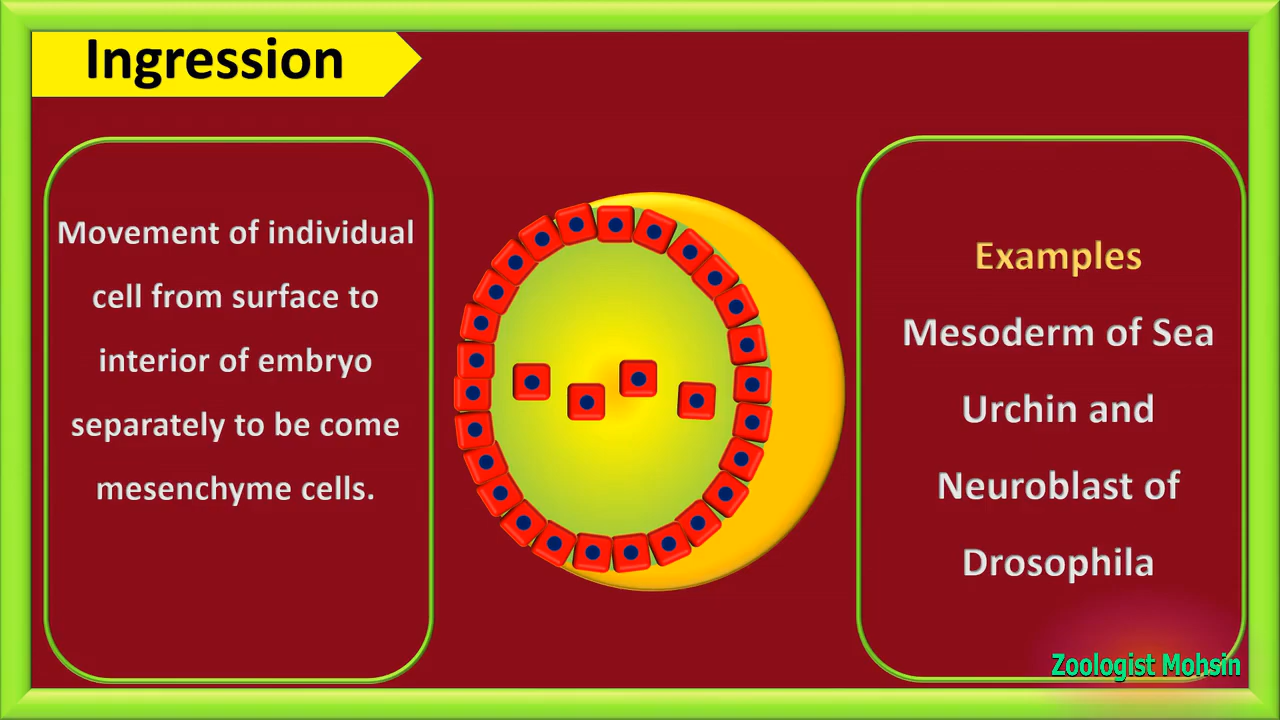 Ingression
Movement of individual
cell from surface to
interior of embryo
separately to be come
mesenchyme cells.
Examples
Mesoderm of Sea
Urchin and
Neuroblast of
Drosophila
Zoologist Mohsin